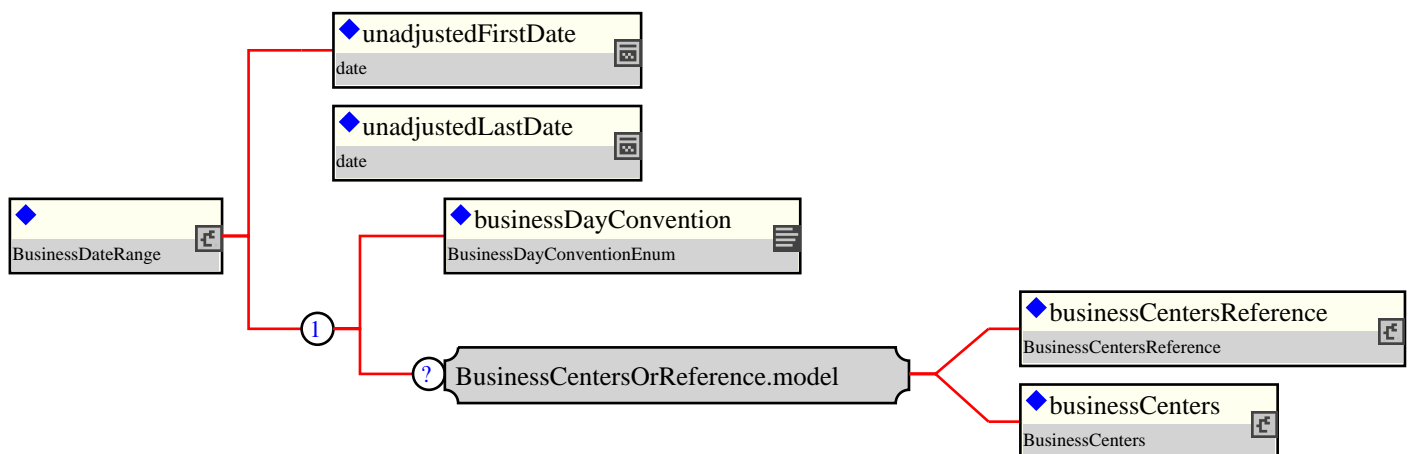 unadjustedFirstDate
date
unadjustedLastDate
date
BusinessDateRange
businessDayConvention
BusinessDayConventionEnum
1
?
BusinessCentersOrReference.model
businessCentersReference
BusinessCentersReference
businessCenters
BusinessCenters